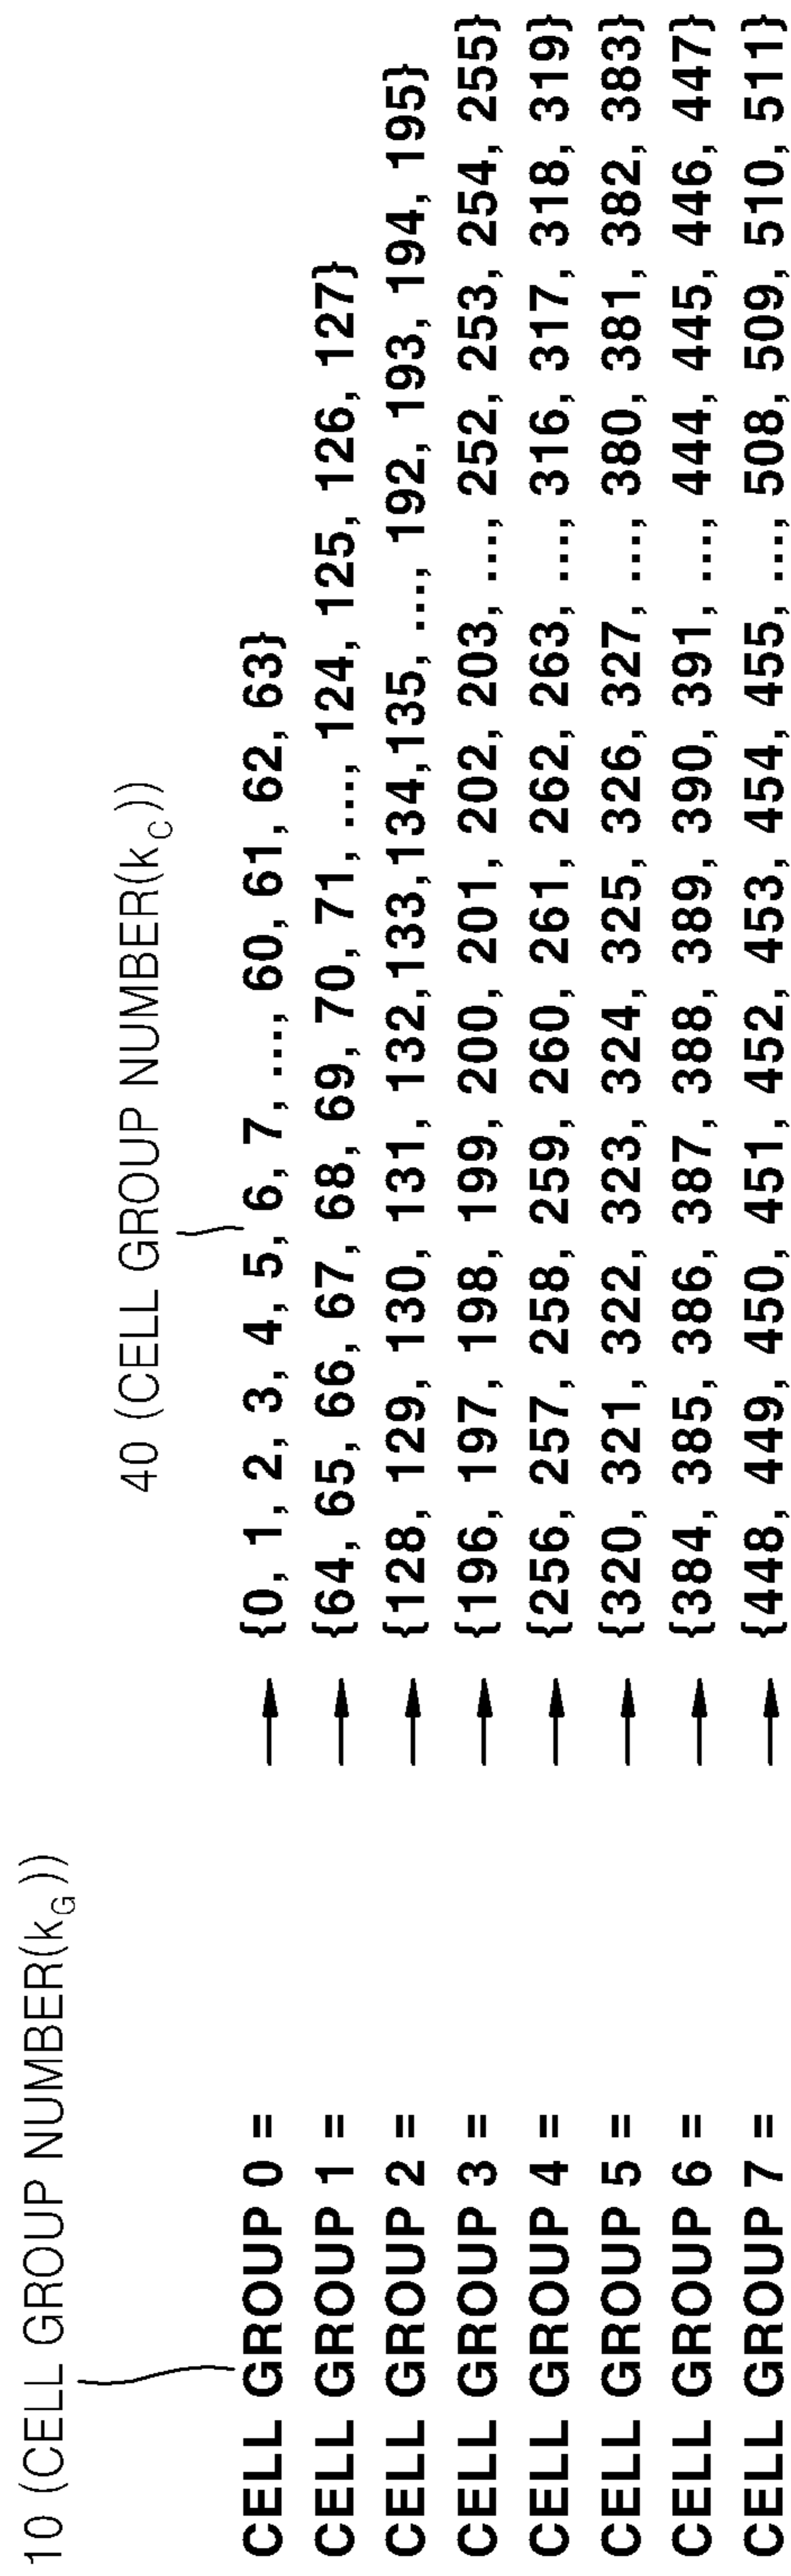 10 (CELL GROUP NUMBER(kG))
40 (CELL GROUP NUMBER(kC))
CELL GROUP 0 = {0, 1, 2, 3, 4, 5, 6, 7, ..., 60, 61, 62, 63}
CELL GROUP 1 = {64, 65, 66, 67, 68, 69, 70, 71, ..., 124, 125, 126, 127}
CELL GROUP 2 = {128, 129, 130, 131, 132,133,134,135, ..., 192, 193, 194, 195}
CELL GROUP 3 = {196, 197, 198, 199, 200, 201, 202, 203, ..., 252, 253, 254, 255}
CELL GROUP 4 = {256, 257, 258, 259, 260, 261, 262, 263, ..., 316, 317, 318, 319}
CELL GROUP 5 = {320, 321, 322, 323, 324, 325, 326, 327, ..., 380, 381, 382, 383}
CELL GROUP 6 = {384, 385, 386, 387, 388, 389, 390, 391, ..., 444, 445, 446, 447}
CELL GROUP 7 = {448, 449, 450, 451, 452, 453, 454, 455, ..., 508, 509, 510, 511}